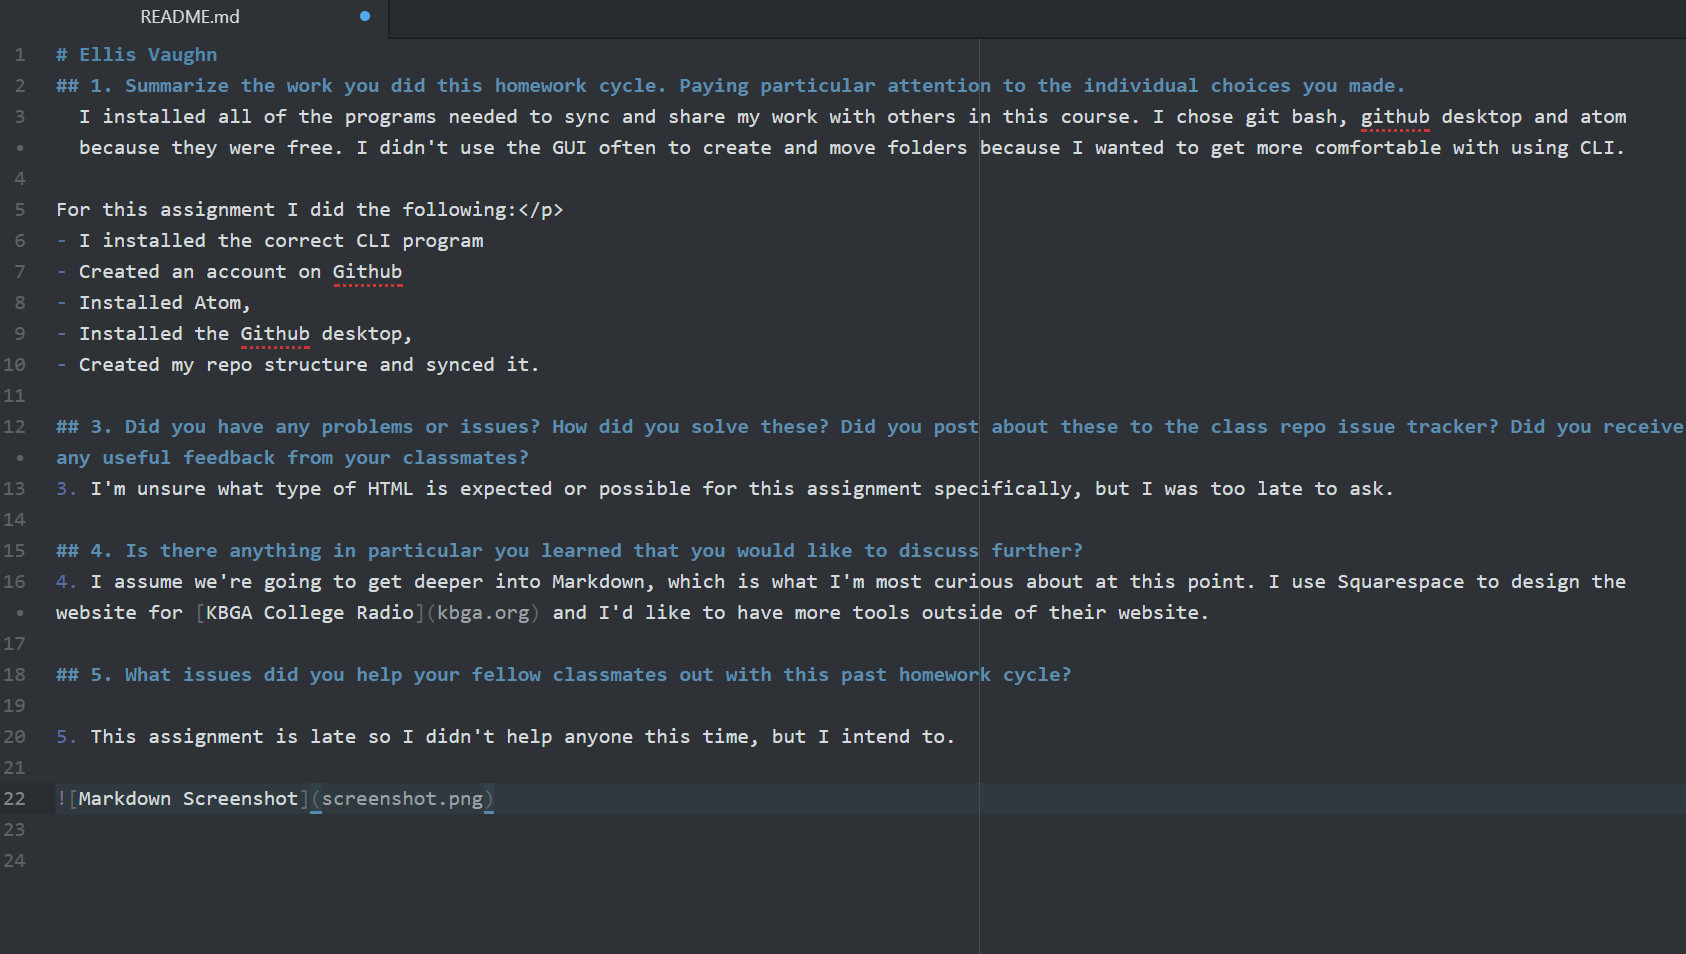 README.md
1 # Ellis Vaughn
2 ## 1. Summarize the work you did this homework cycle. Paying particular attention to the individual choices you made.
3 I installed all of the programs needed to sync and share my work with others in this course. I chose git bash, github desktop and atom
• because they were free. I didn't use the GUI often to create and move folders because I wanted to get more comfortable with using CLI.
4
5 For this assignment I did the following:</p>
6 - I installed the correct CLI program
7 - Created an account on Github
8 - Installed Atom,
9 - Installed the Github desktop,
10 - Created my repo structure and synced it.
11
12 ## 3. Did you have any problems or issues? How did you solve these? Did you post about these to the class repo issue tracker? Did you receive
• any useful feedback from your classmates?
13 3. I'm unsure what type of HTML is expected or possible for this assignment specifically, but I was too late to ask.
14
15 ## 4. Is there anything in particular you learned that you would like to discuss further?
16 4. I assume we're going to get deeper into Markdown, which is what I'm most curious about at this point. I use Squarespace to design the
• website for [KBGA College Radio](kbga.org) and I'd like to have more tools outside of their website.
17
18 ## 5. What issues did you help your fellow classmates out with this past homework cycle?
19
20 5. This assignment is late so I didn't help anyone this time, but I intend to.
21
22 ![Markdown Screenshot](screenshot.png)
23
24